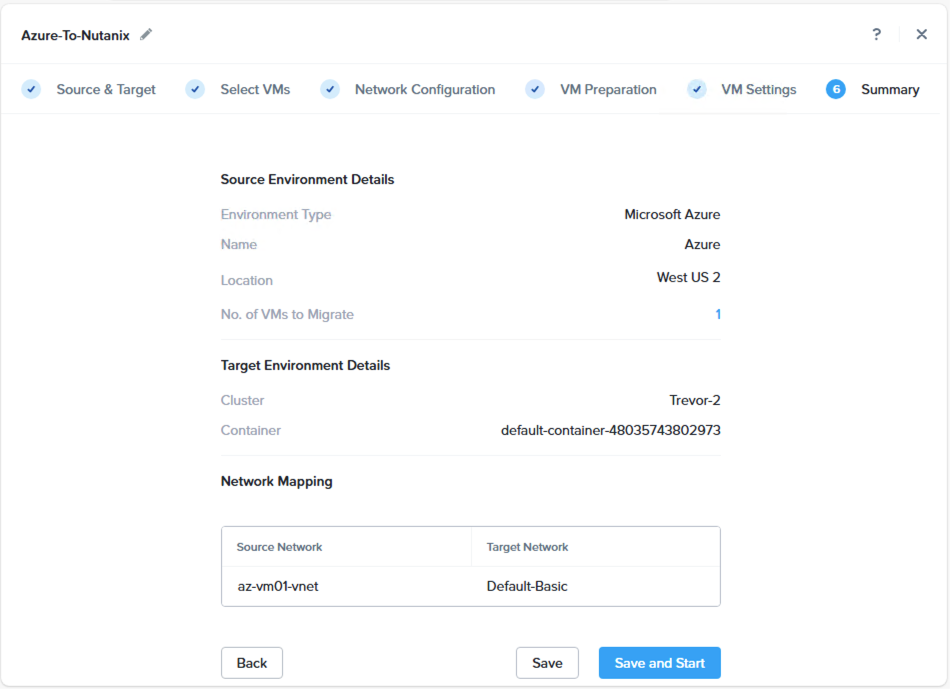 Azure-To-Nutanix ?
Source & Target Select VMs Network Configuration VM Preparation VM Settings 6 Summary
Source Environment Details
Environment Type Microsoft Azure
Name Azure
Location West US 2
No. of VMs to Migrate 1
Target Environment Details
Cluster Trevor-2
Container default-container-48035743802973
Network Mapping
Source Network Target Network
az-vm01-vnet Default-Basic
Back Save Save and Start